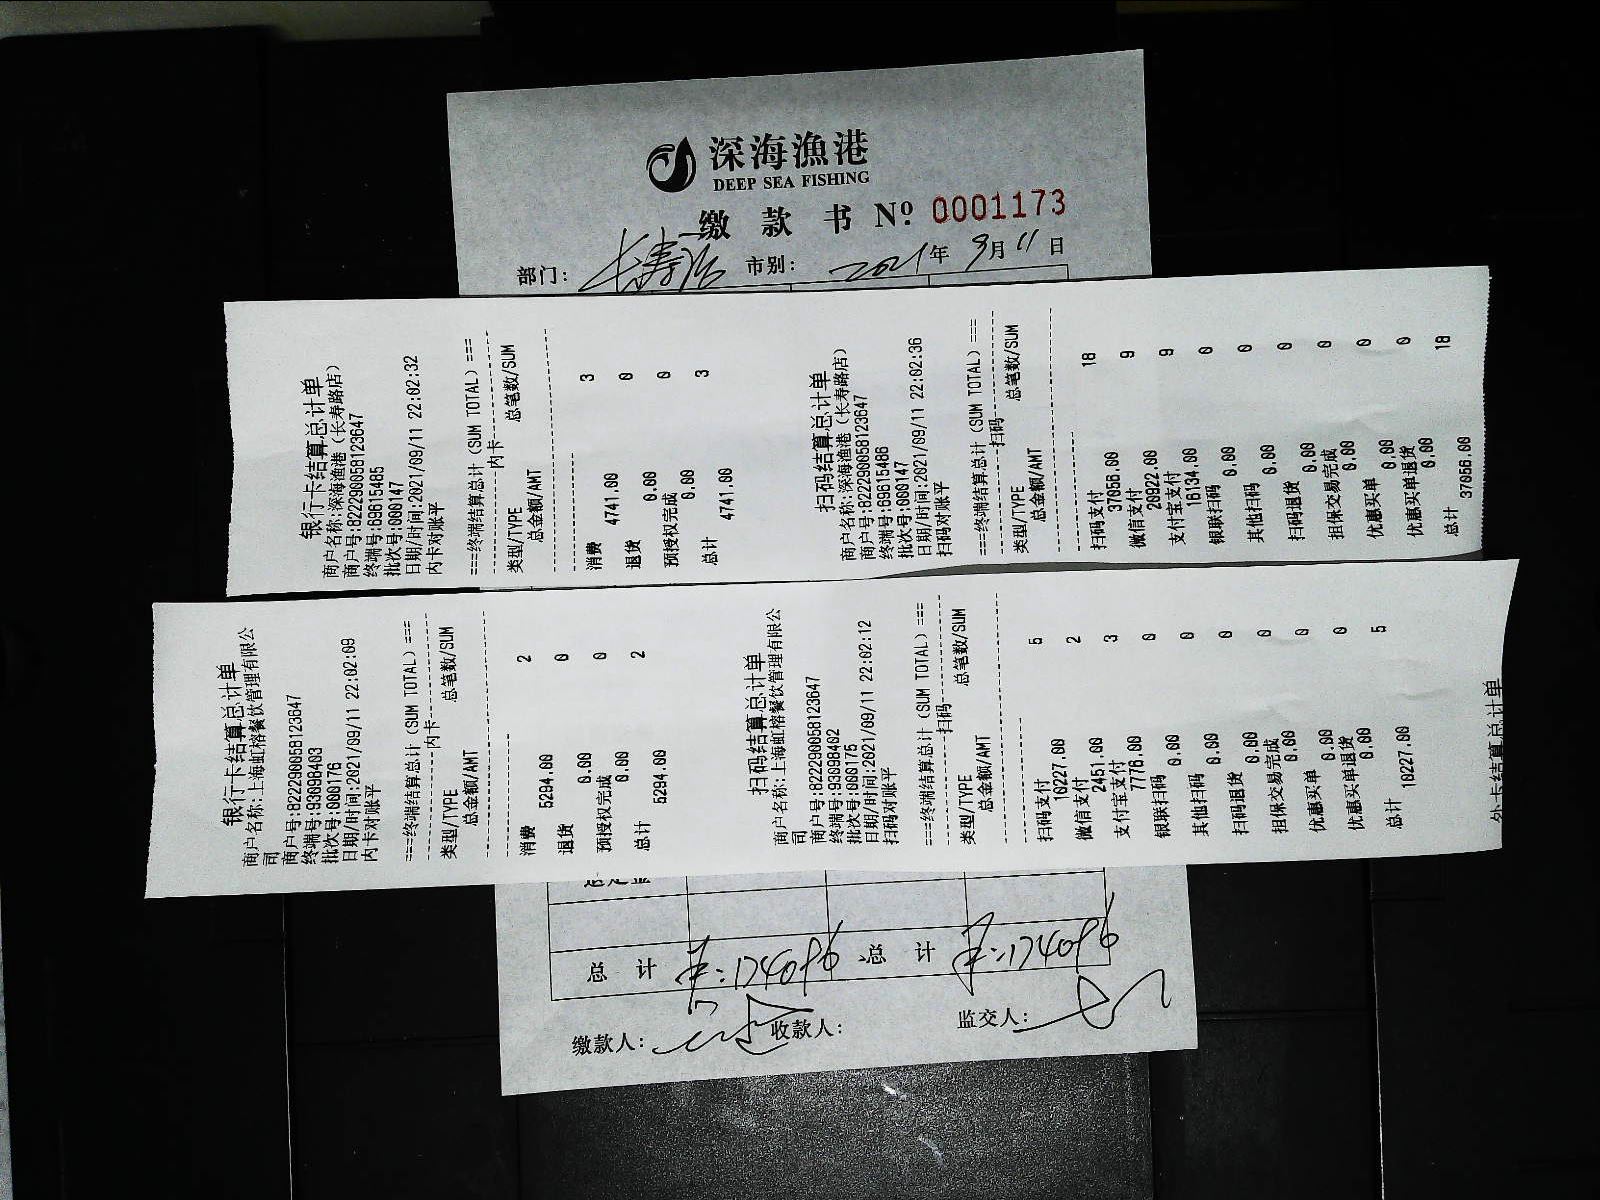 深海漁港
DEEP SEA FISHING
缴 款 书 Nº: 0001173
部门: 长寿路 市别: 2021年 9月 11日
银行卡结算总计单
商户名称:深海渔港（长寿路店）
商户号:822290058123647
终端号:69615485
批次号:000147
日期/时间:2021/09/11 22:02:32
内卡对账平
===终端结算总计(SUM TOTAL)===
内卡
类型/TYPE 总笔数/SUM
总金额/AMT
消费 3
4741.00
退货 0
0.00
预授权完成 0
0.00
总计 3
4741.00
扫码结算总计单
商户名称:深海渔港（长寿路店）
商户号:822290058123647
终端号:69615486
批次号:000147
日期/时间:2021/09/11 22:02:36
扫码对账平
===终端结算总计(SUM TOTAL)===
扫码
类型/TYPE 总笔数/SUM
总金额/AMT
扫码支付 18
37056.00
微信支付 9
20922.00
支付宝支付 9
16134.00
银联扫码 0
0.00
其他扫码 0
0.00
扫码退货 0
0.00
担保交易完成 0
0.00
优惠买单 0
0.00
优惠买单退货 0
0.00
总计 18
37056.00
银行卡结算总计单
商户名称:上海虹榕餐饮管理有限公
司
商户号:822290058123647
终端号:93098403
批次号:000176
日期/时间:2021/09/11 22:02:09
内卡对账平
===终端结算总计(SUM TOTAL)===
内卡
类型/TYPE 总笔数/SUM
总金额/AMT
消费 2
5294.00
退货 0
0.00
预授权完成 0
0.00
总计 2
5294.00
扫码结算总计单
商户名称:上海虹榕餐饮管理有限公
司
商户号:822290058123647
终端号:93098402
批次号:000175
日期/时间:2021/09/11 22:02:12
扫码对账平
===终端结算总计(SUM TOTAL)===
扫码
类型/TYPE 总笔数/SUM
总金额/AMT
扫码支付 5
10227.00
微信支付 2
2451.00
支付宝支付 3
7776.00
银联扫码 0
0.00
其他扫码 0
0.00
扫码退货 0
0.00
担保交易完成 0
0.00
优惠买单 0
0.00
优惠买单退货 0
0.00
总计 5
10227.00
外卡结算总计单
总 计 174086 总 计 174086
缴款人: 收款人: 监交人: